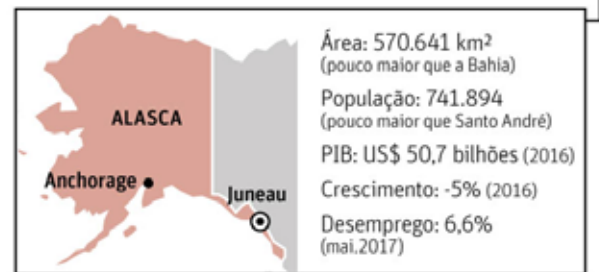 ALASCA
Anchorage
Juneau
Área: 570.641 km²
(pouco maior que a Bahia)
População: 741.894
(pouco maior que Santo André)
PIB: US$ 50,7 bilhões (2016)
Crescimento: -5% (2016)
Desemprego: 6,6%
(mai.2017)